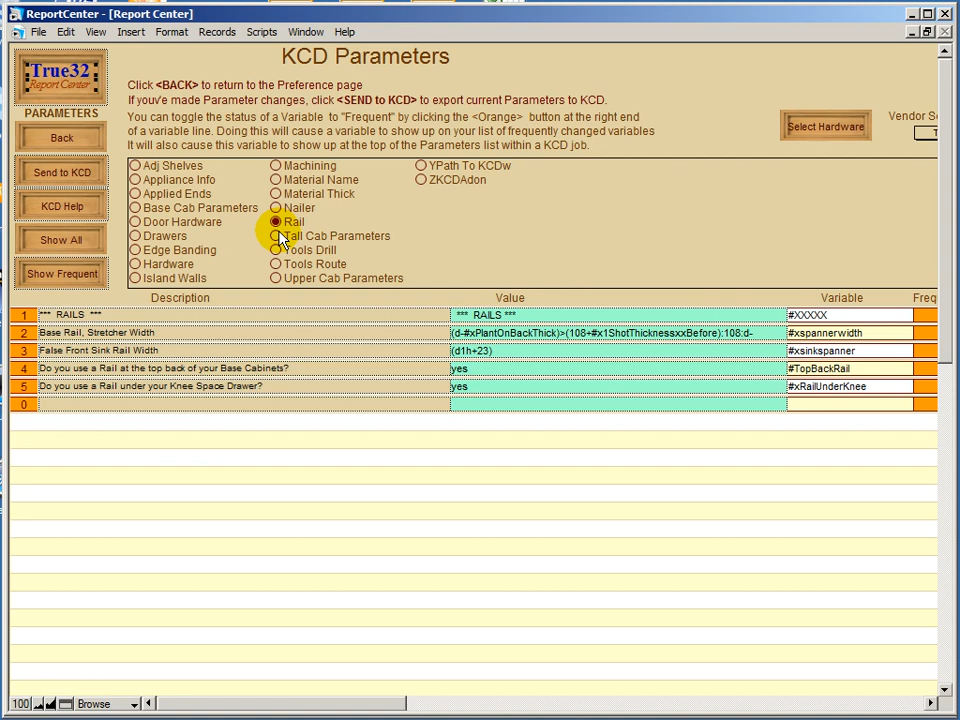 ReportCenter - [Report Center]
File Edit View Insert Format Records Scripts Window Help
True32
Report Center
KCD Parameters
Click <BACK> to return to the Preference page
If youv'e made Parameter changes, click <SEND to KCD> to export current Parameters to KCD.
You can toggle the status of a Variable to "Frequent" by clicking the <Orange> button at the right end
of a variable line. Doing this will cause a variable to show up on your list of frequently changed variables
It will also cause this variable to show up at the top of the Parameters list within a KCD job.
Select Hardware
Vendor Se
T
PARAMETERS
Back
Send to KCD
KCD Help
Show All
Show Frequent
Adj Shelves Machining YPath To KCDw
Appliance Info Material Name ZKCDAdon
Applied Ends Material Thick
Base Cab Parameters Nailer
Door Hardware Rail
Drawers Tall Cab Parameters
Edge Banding Tools Drill
Hardware Tools Route
Island Walls Upper Cab Parameters
Description Value Variable Freq
1 *** RAILS *** *** RAILS *** #XXXXX
2 Base Rail, Stretcher Width (d-#xPlantOnBackThick)>(108+#x1ShotThicknessxxBefore):108:d- #xspannerwidth
3 False Front Sink Rail Width (d1h+23) #xsinkspanner
4 Do you use a Rail at the top back of your Base Cabinets? yes #TopBackRail
5 Do you use a Rail under your Knee Space Drawer? yes #xRailUnderKnee
0
100 Browse